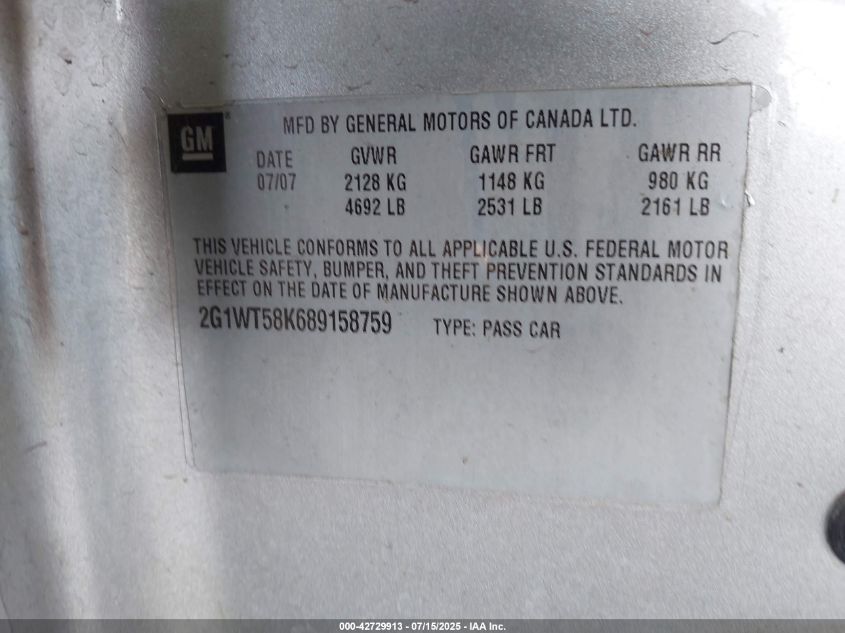 GM
MFD BY GENERAL MOTORS OF CANADA LTD.
DATE GVWR GAWR FRT GAWR RR
07/07 2128 KG 1148 KG 980 KG
4692 LB 2531 LB 2161 LB
THIS VEHICLE CONFORMS TO ALL APPLICABLE U.S. FEDERAL MOTOR
VEHICLE SAFETY, BUMPER, AND THEFT PREVENTION STANDARDS IN
EFFECT ON THE DATE OF MANUFACTURE SHOWN ABOVE.
2G1WT58K689158759 TYPE: PASS CAR
000-42729913 - 07/15/2025 - IAA Inc.